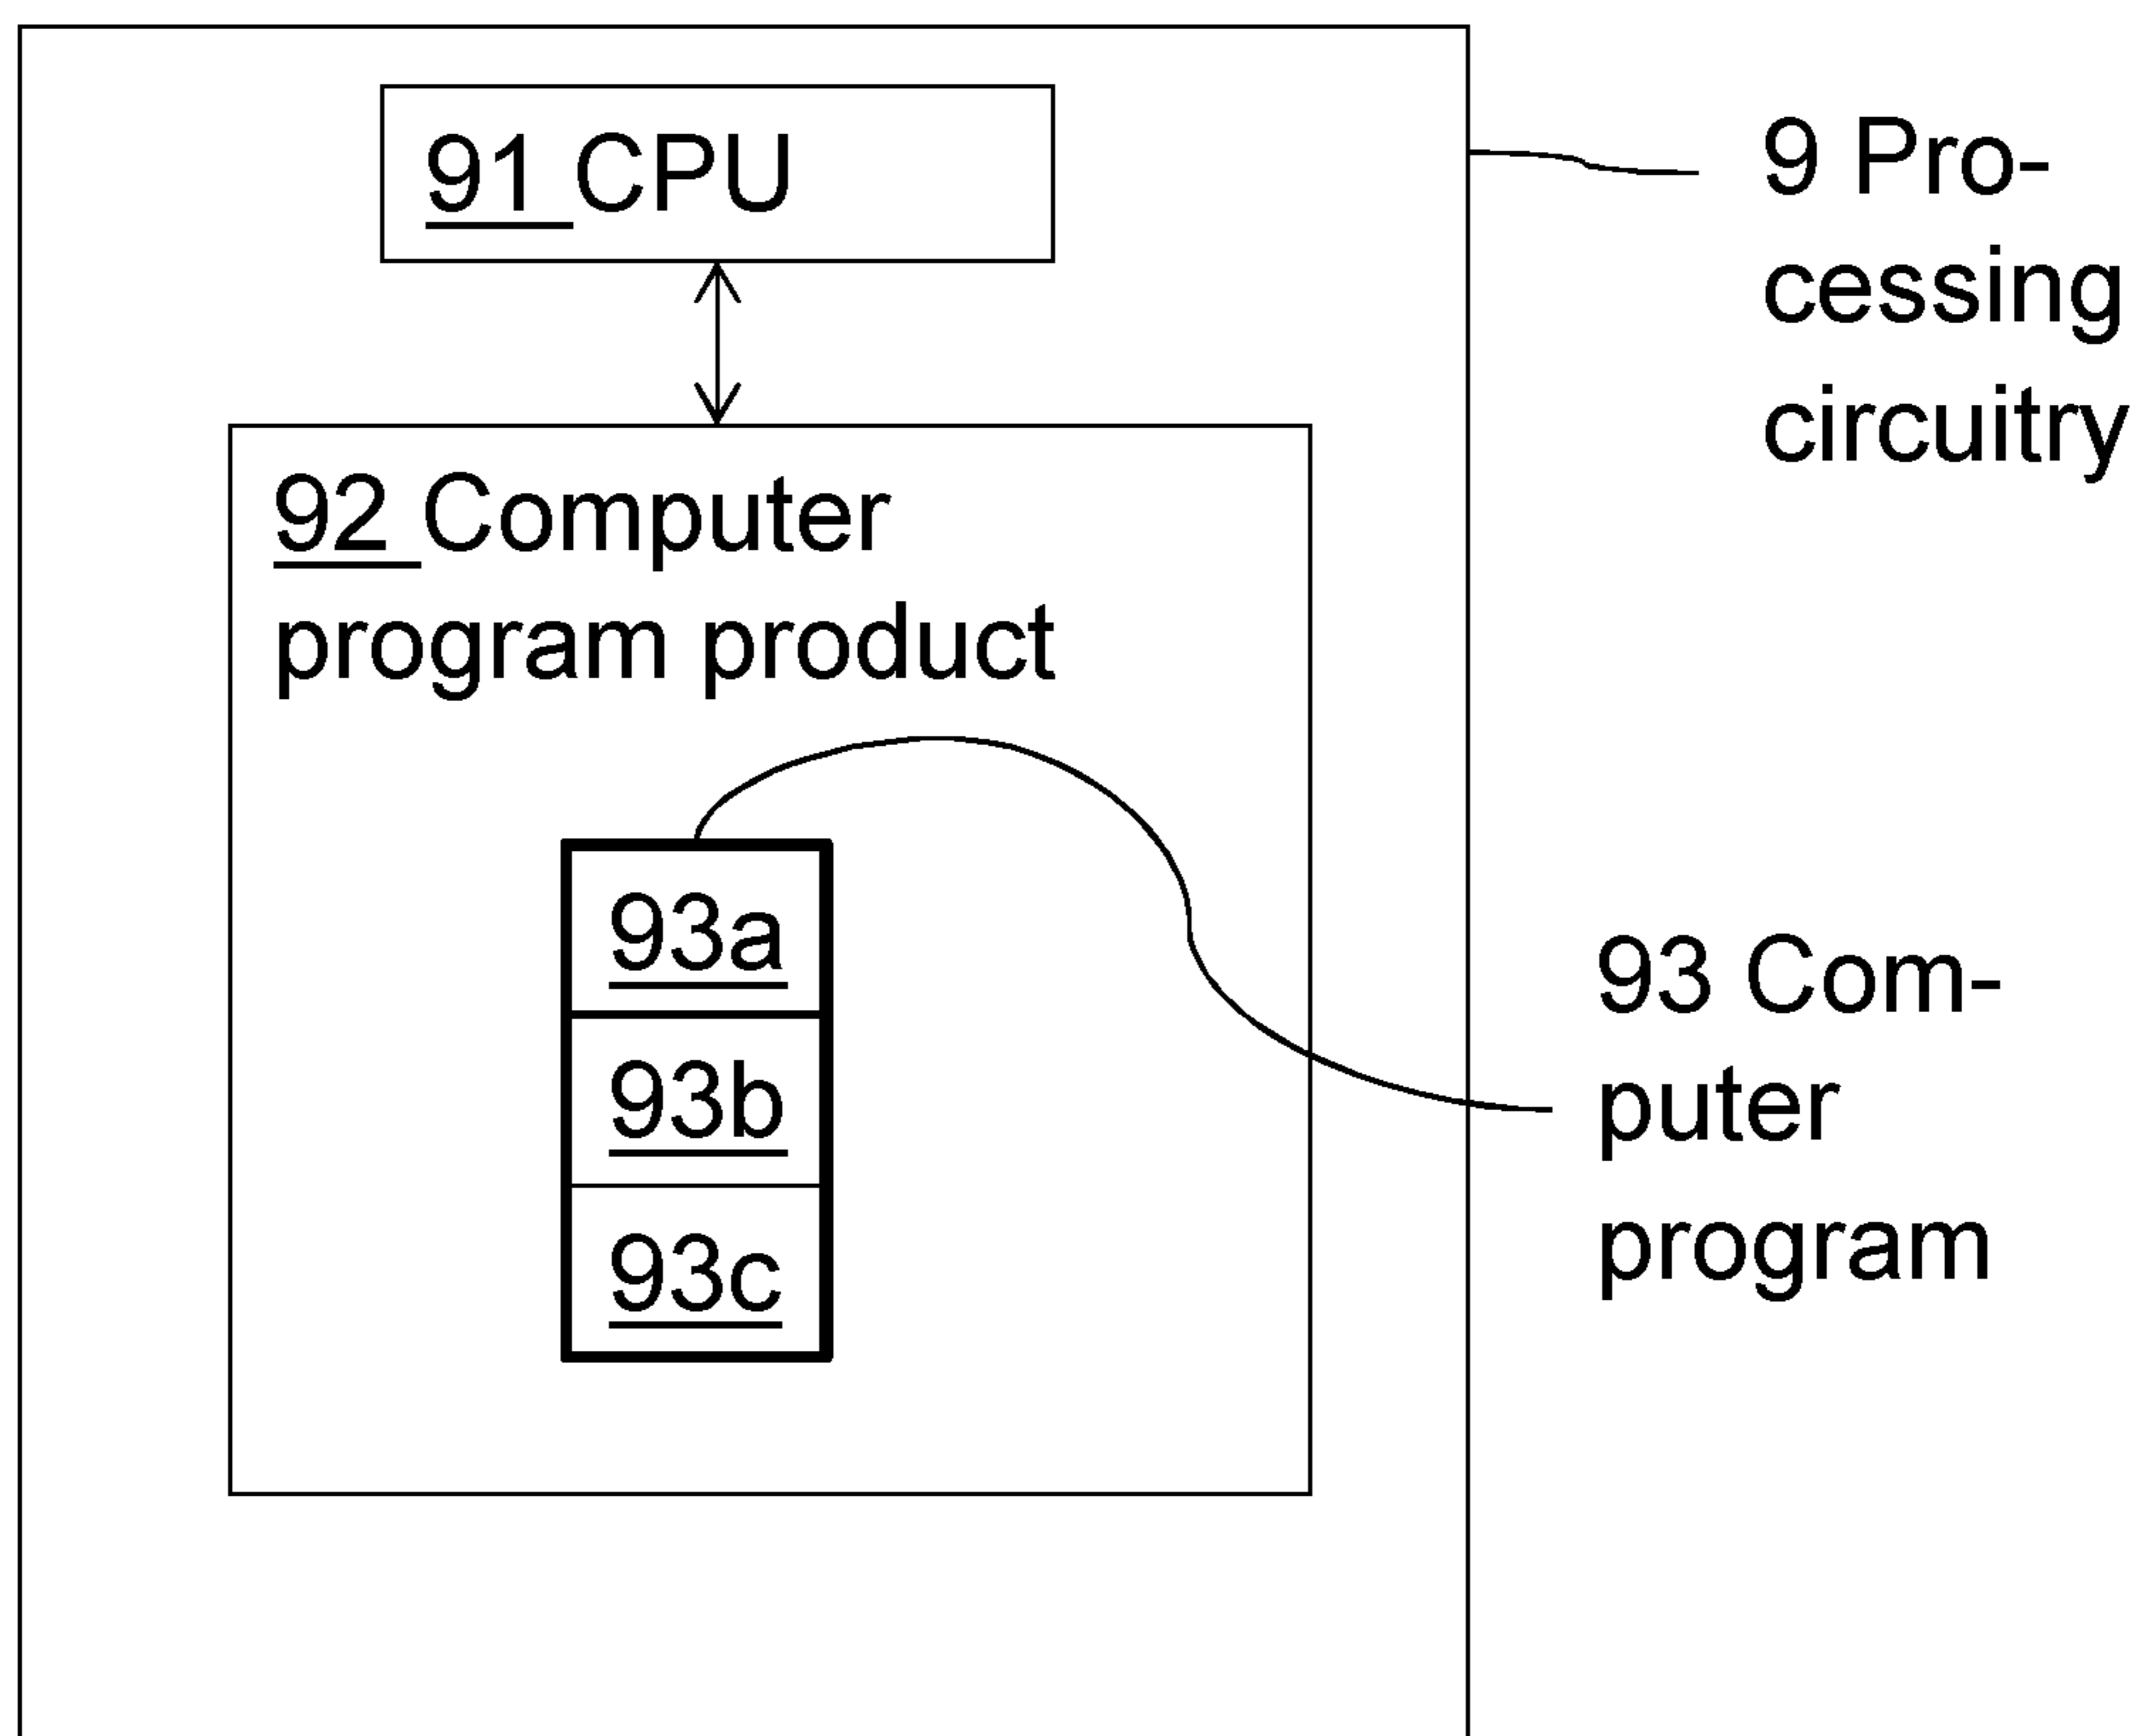 91 CPU
9 Pro-
cessing
circuitry
92 Computer
program product
93a
93b
93c
93 Com-
puter
program